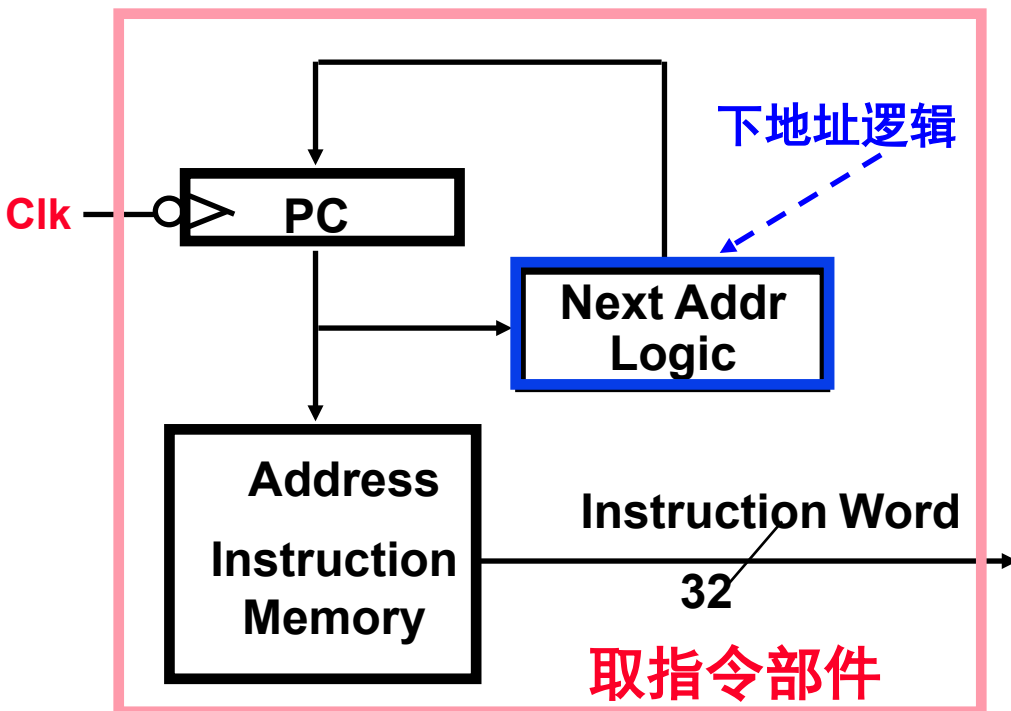 下地址逻辑
Clk
PC
Next Addr
Logic
Address
Instruction
Memory
Instruction Word
32
取指令部件